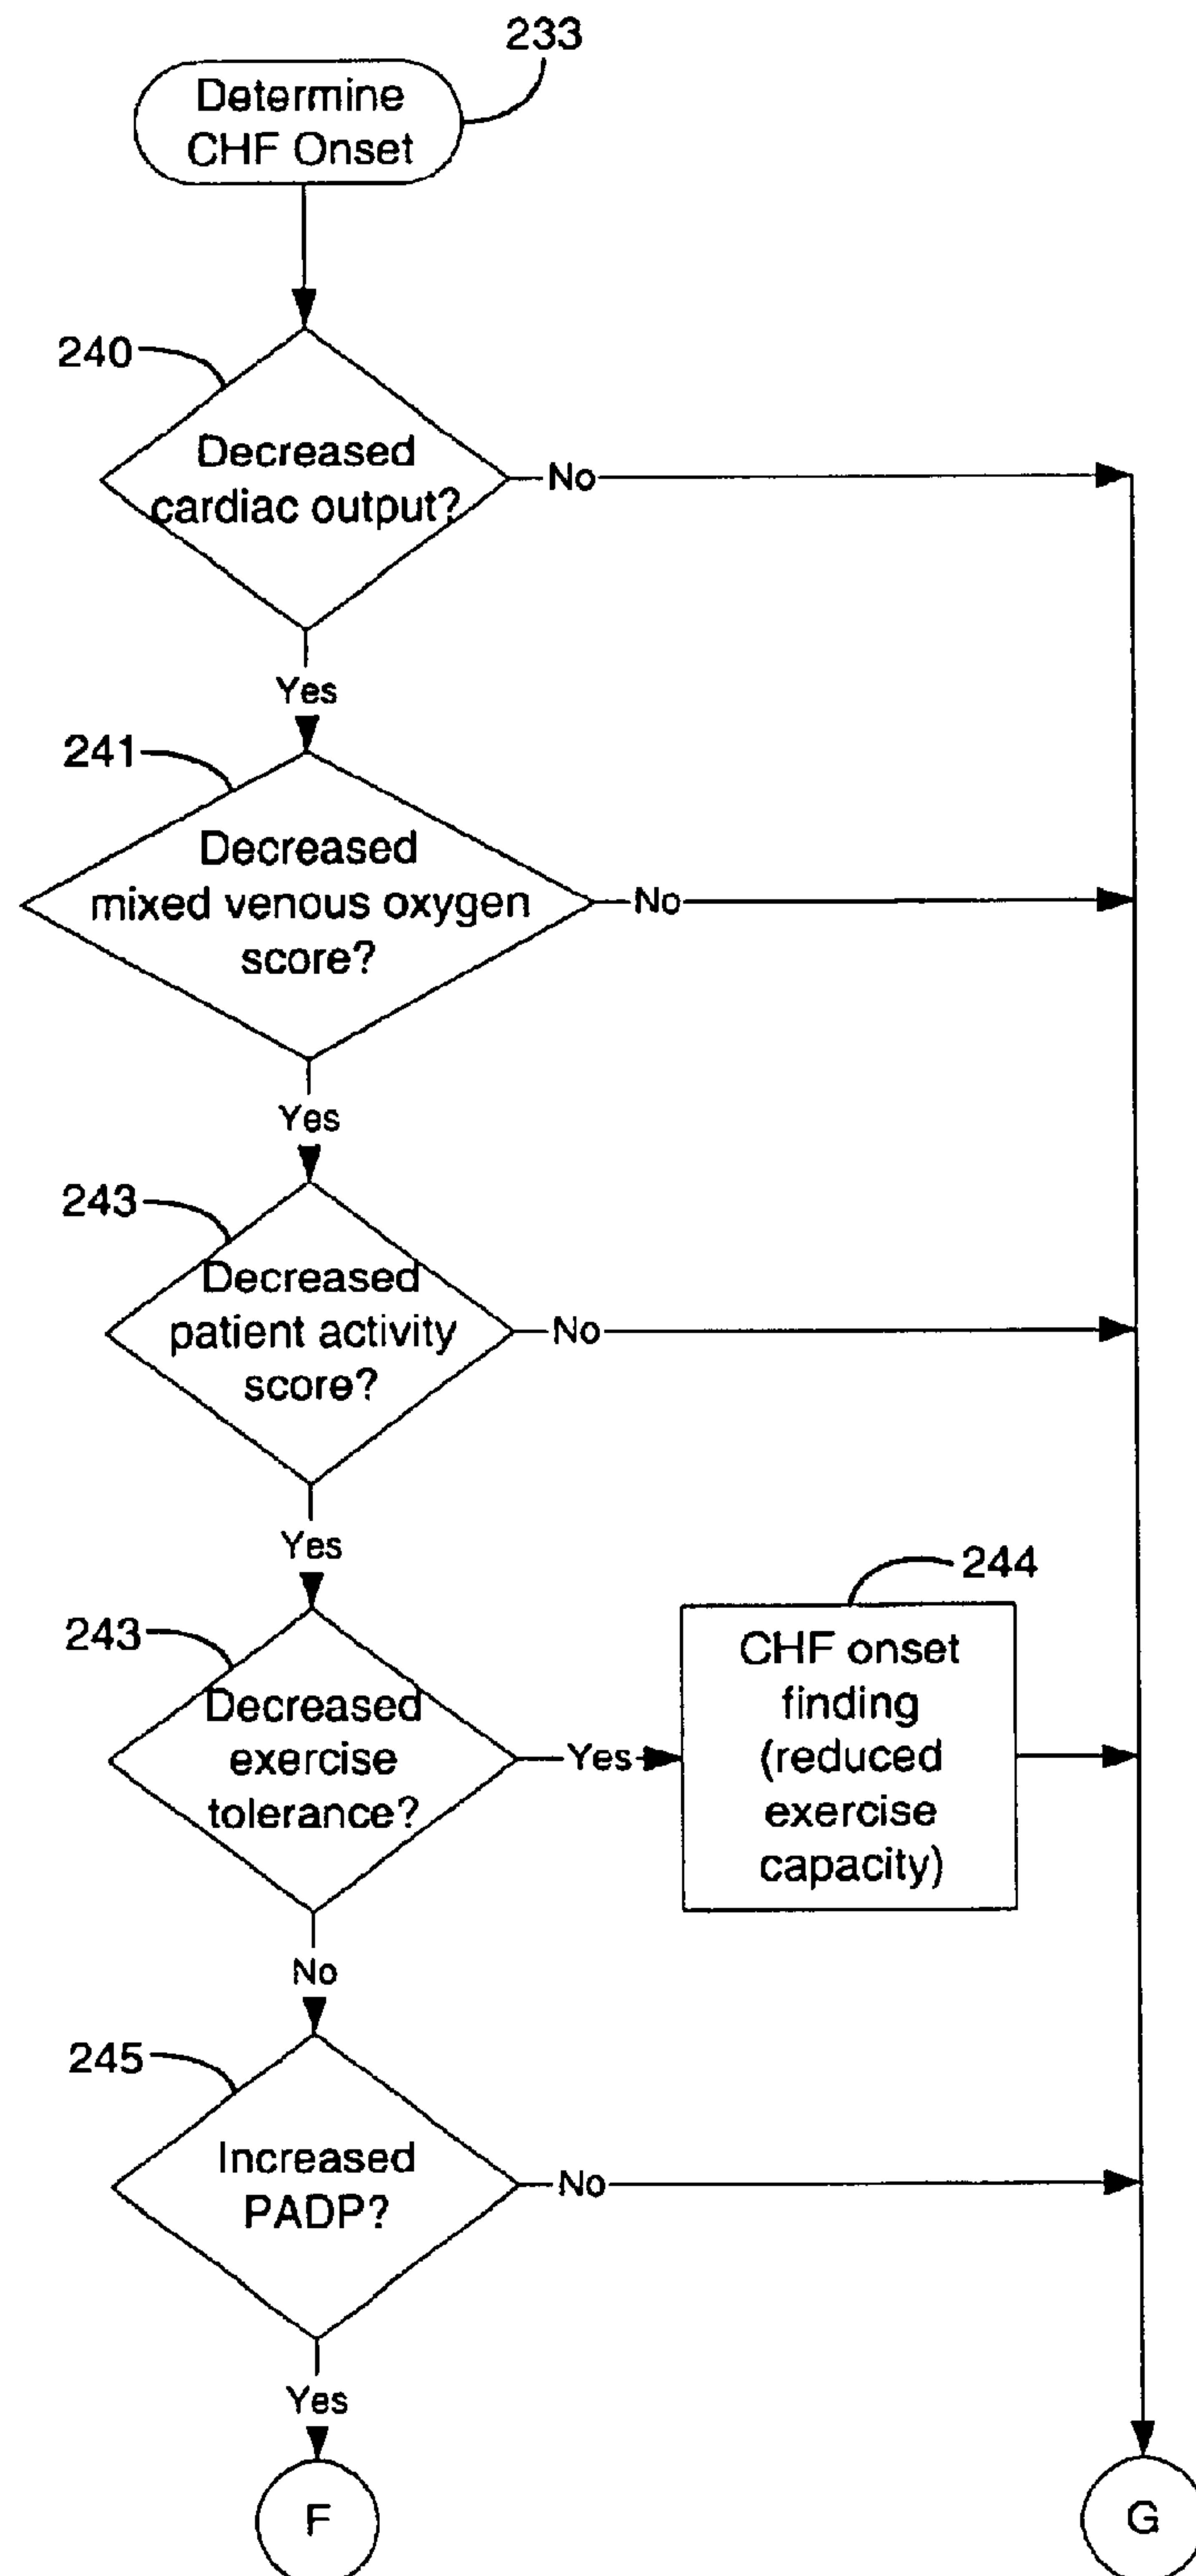 233
Determine
CHF Onset
240
Decreased
cardiac output?
No
Yes
241
Decreased
mixed venous oxygen
score?
No
Yes
243
Decreased
patient activity
score?
No
Yes
243
Decreased
exercise
tolerance?
Yes
244
CHF onset
finding
(reduced
exercise
capacity)
No
245
Increased
PADP?
No
Yes
F
G